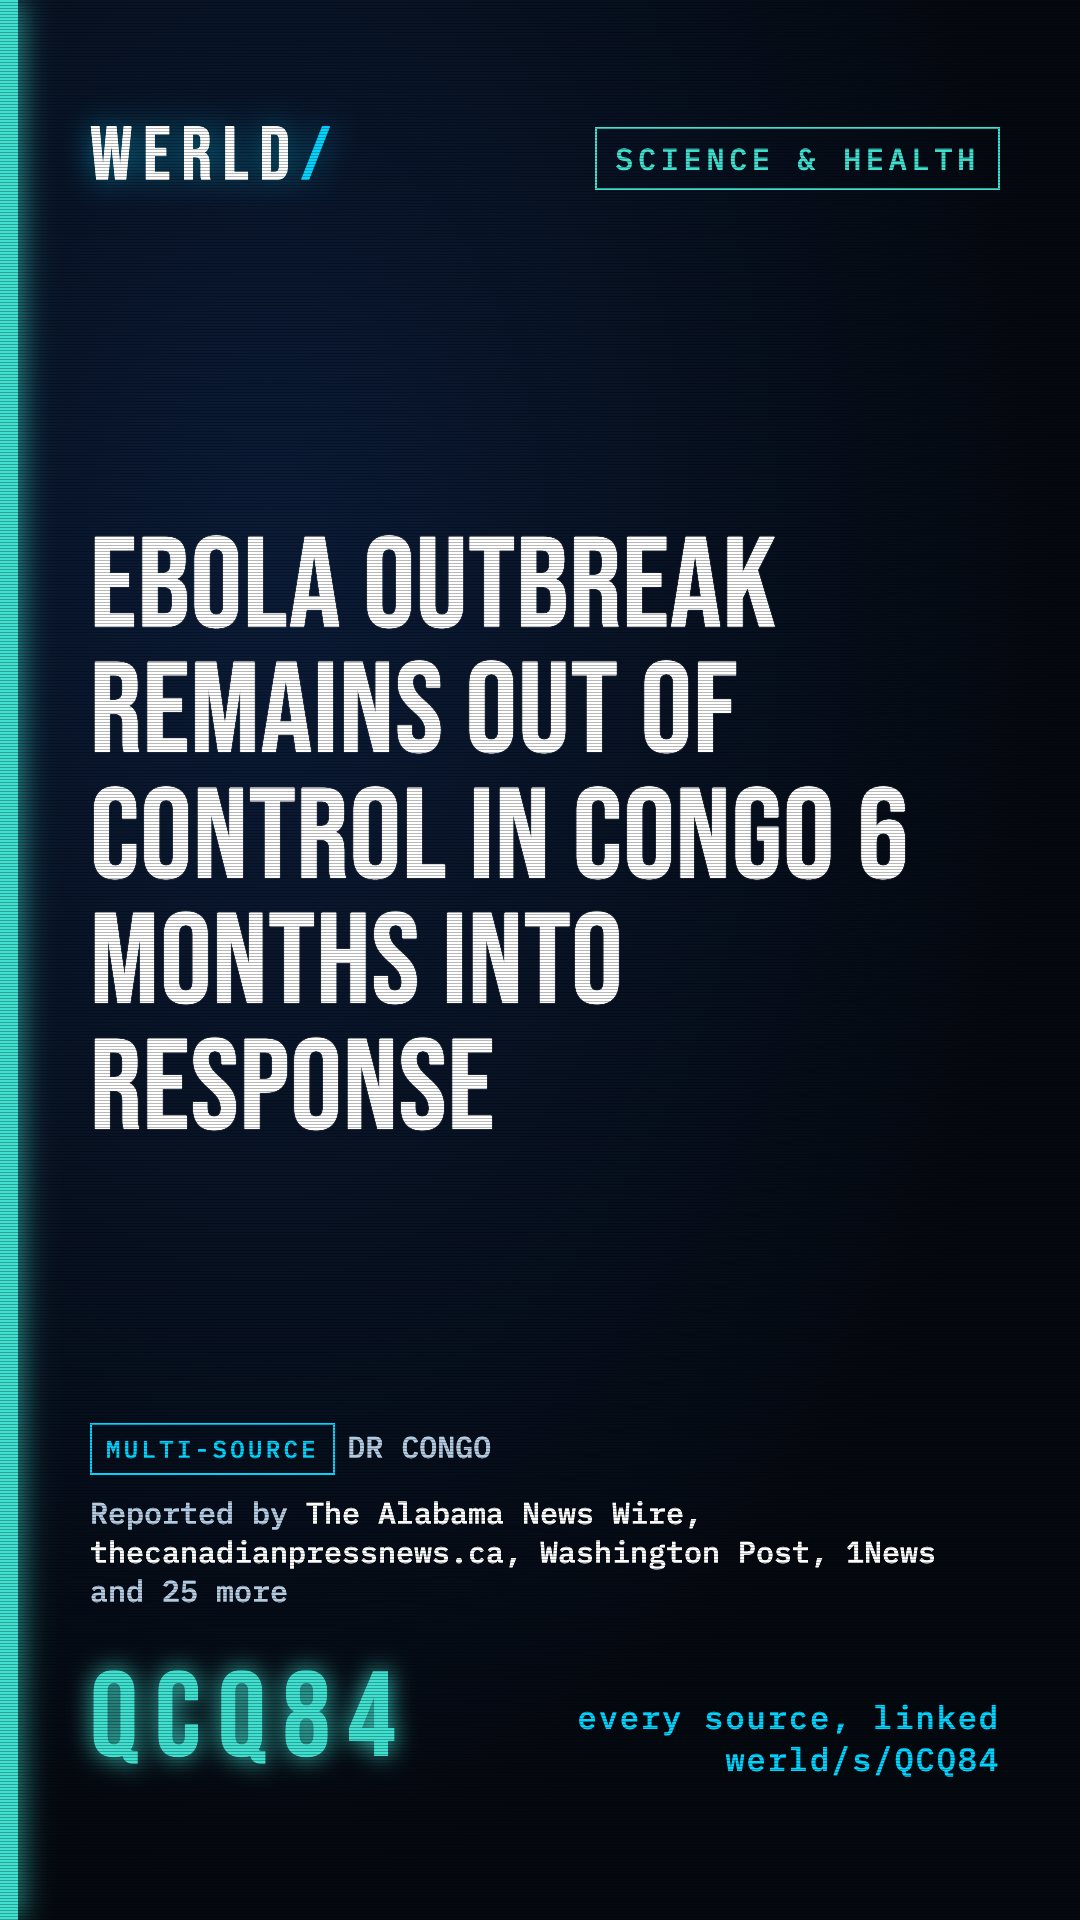 WERLD/
SCIENCE & HEALTH
EBOLA OUTBREAK
REMAINS OUT OF
CONTROL IN CONGO 6
MONTHS INTO
RESPONSE
MULTI-SOURCE DR CONGO
Reported by The Alabama News Wire,
thecanadianpressnews.ca, Washington Post, 1News
and 25 more
QCQ84
every source, linked
werld/s/QCQ84